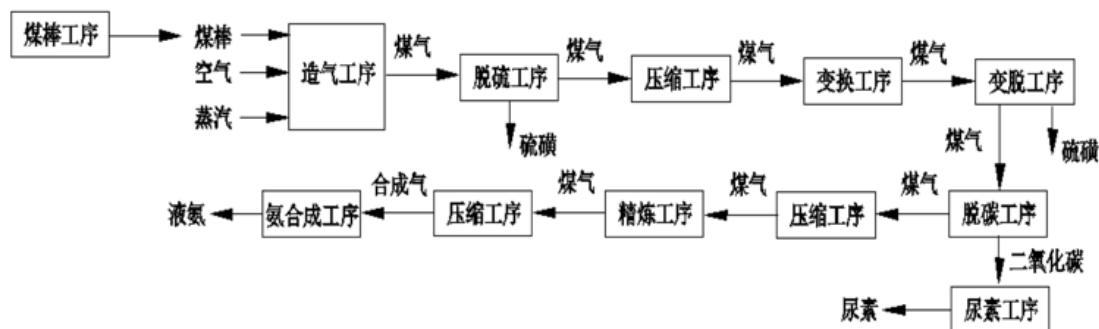 煤棒工序
煤棒
空气
蒸汽
造气工序
煤气
脱硫工序
硫磺
煤气
压缩工序
煤气
变换工序
煤气
变脱工序
硫磺
煤气
脱碳工序
煤气
压缩工序
煤气
精炼工序
煤气
压缩工序
合成气
氨合成工序
液氨
二氧化碳
尿素工序
尿素